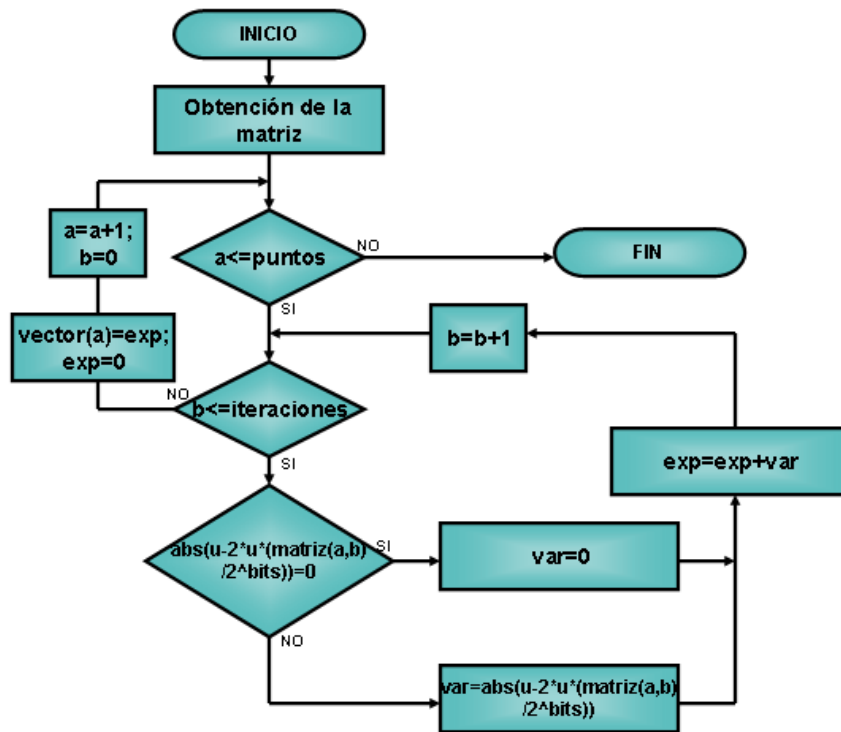 INICIO
Obtención de la
matriz
a=a+1;
b=0
a<=puntos
NO
FIN
SI
vector(a)=exp;
exp=0
b=b+1
NO
b<=iteraciones
SI
exp=exp+var
abs(u-2*u*(matriz(a,b)
/2^bits))=0
SI
var=0
NO
var=abs(u-2*u*(matriz(a,b)
/2^bits))